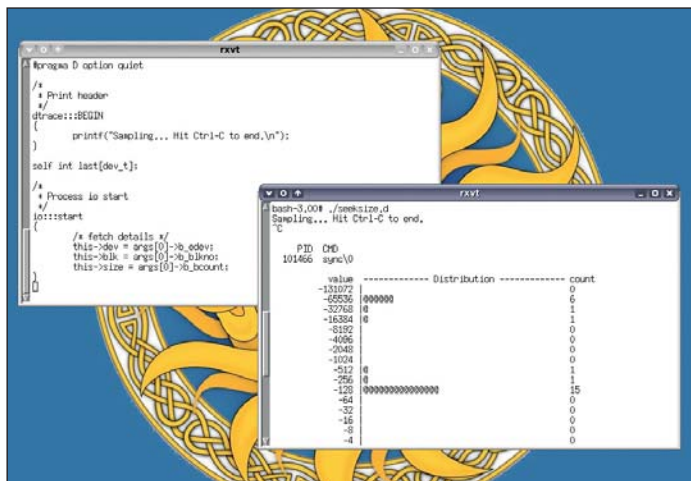 rxvt
#pragma D option quiet
/*
* Print header
*/
dtrace:::BEGIN
{
printf("Sampling... Hit Ctrl-C to end.\n");
}
self int last[dev_t];
/*
* Process io start
*/
io:::start
{
/* fetch details */
this->dev = args[0]->b_edev;
this->blk = args[0]->b_blkno;
this->size = args[0]->b_bcount;
}
rxvt
bash-3.00# ./seeksize.d
Sampling... Hit Ctrl-C to end.
^C
PID CMD
101466 sync\0
value ------------- Distribution ------------- count
-131072 | 0
-65536 |@@@@@@ 6
-32768 |@ 1
-16384 |@ 1
-8192 | 0
-4096 | 0
-2048 | 0
-1024 | 0
-512 |@ 1
-256 |@ 1
-128 |@@@@@@@@@@@@@@@ 15
-64 | 0
-32 | 0
-16 | 0
-8 | 0
-4 | 0